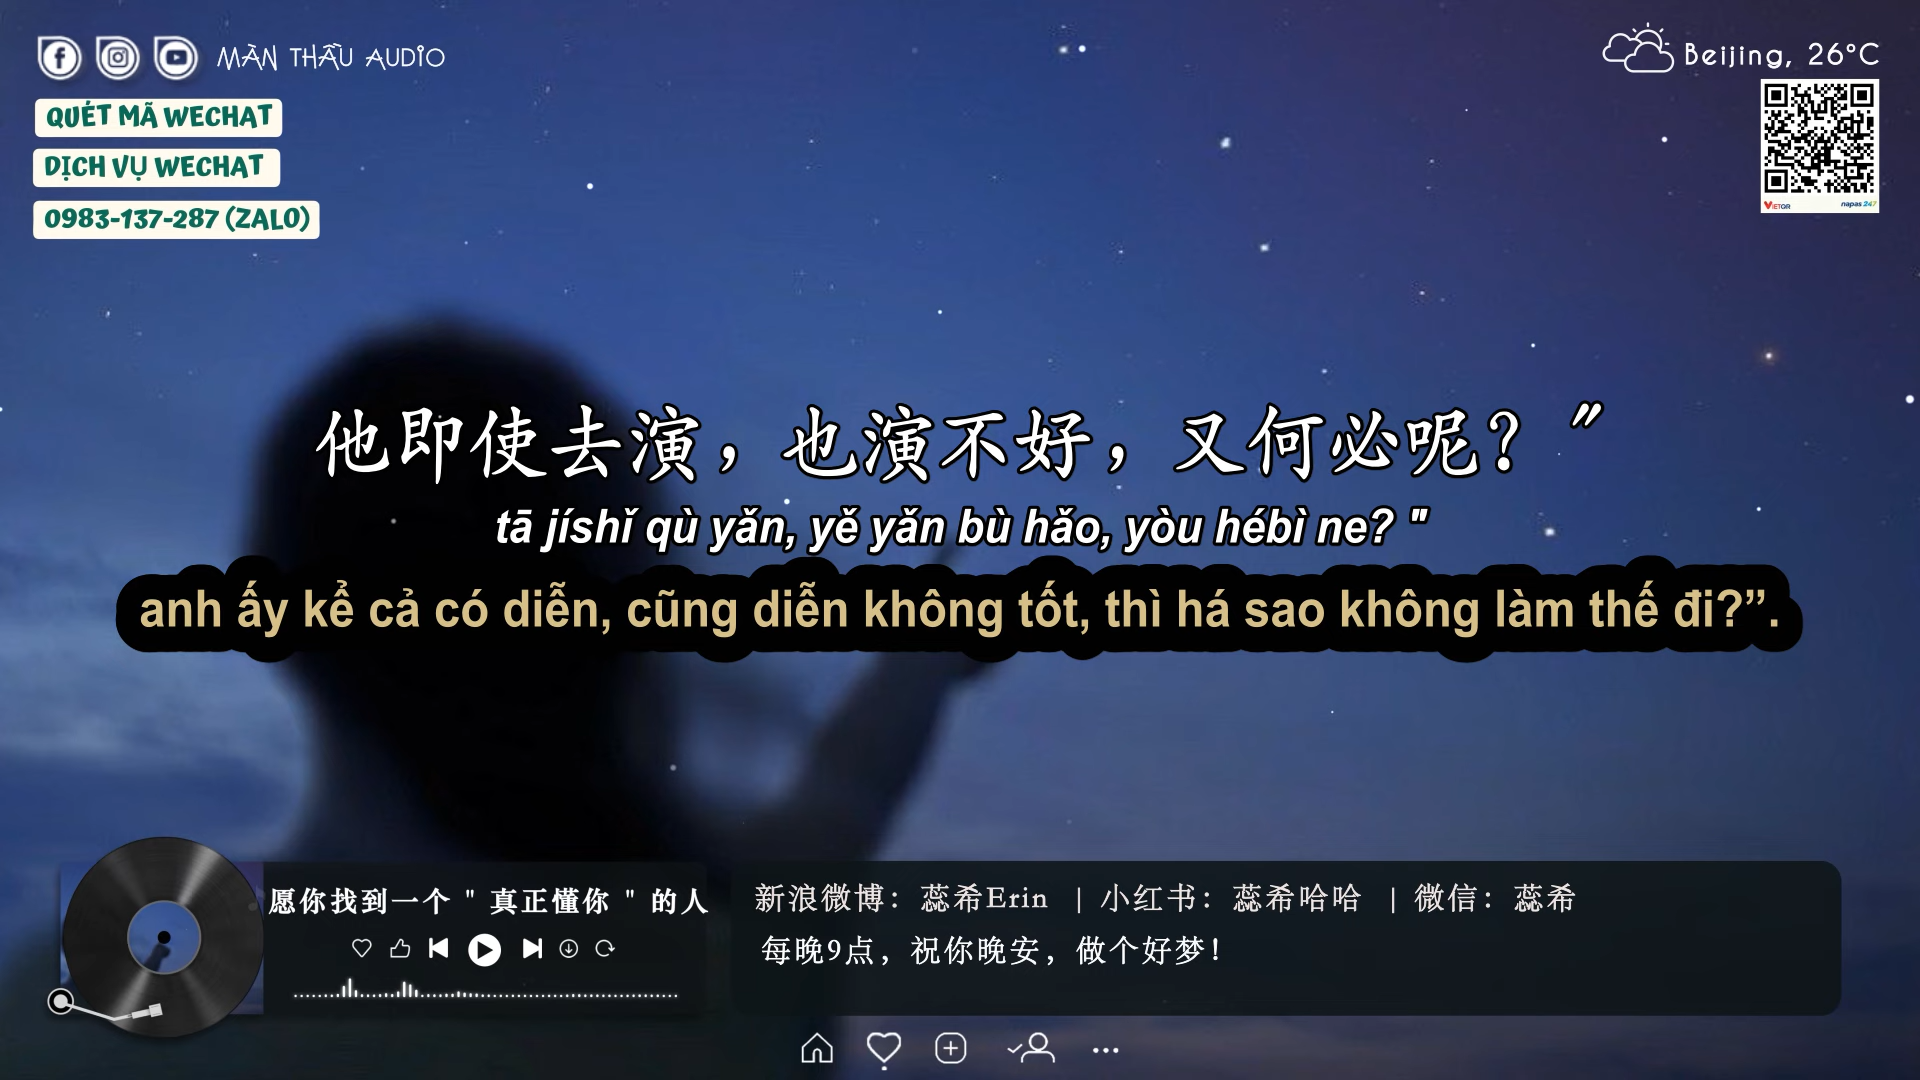 MÀN THẦU AUDIO
Beijing, 26°C
QUÉT MÃ WECHAT
DỊCH VỤ WECHAT
0983-137-287 (ZALO)
VIETQR napas 247
他即使去演，也演不好，又何必呢？"
tā jíshǐ qù yǎn, yě yǎn bù hǎo, yòu hébì ne? "
anh ấy kể cả có diễn, cũng diễn không tốt, thì há sao không làm thế đi?”.
愿你找到一个 " 真正懂你 " 的人
新浪微博：蕊希Erin ｜小红书：蕊希哈哈 ｜微信：蕊希
每晚9点，祝你晚安，做个好梦！